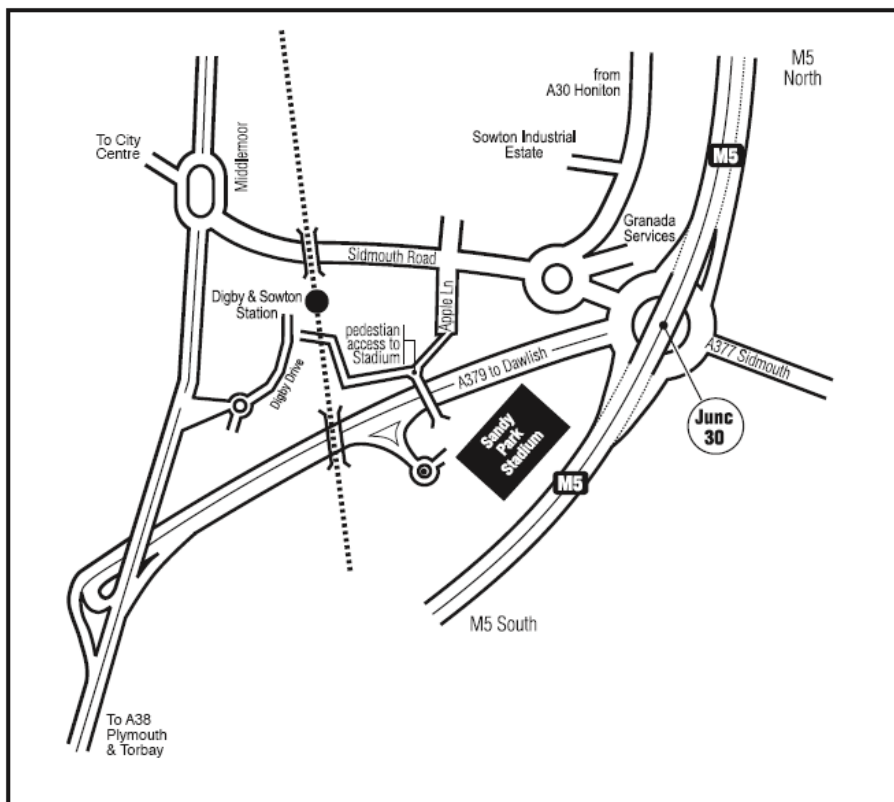 M5
North
from
A30 Honiton
To City
Centre
Middlemoor
Sowton Industrial
Estate
M5
Granada
Services
Sidmouth Road
Digby & Sowton
Station
pedestian
access to
Stadium
Apple Ln
A379 to Dawlish
A377 Sidmouth
Digby Drive
Junc
30
Sandy
Park
Stadium
M5
M5 South
To A38
Plymouth
& Torbay